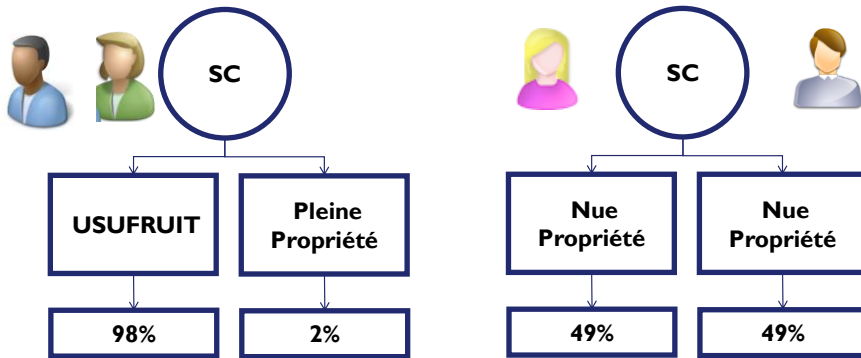 SC
USUFRUIT
Pleine
Propriété
98%
2%
SC
Nue
Propriété
Nue
Propriété
49%
49%